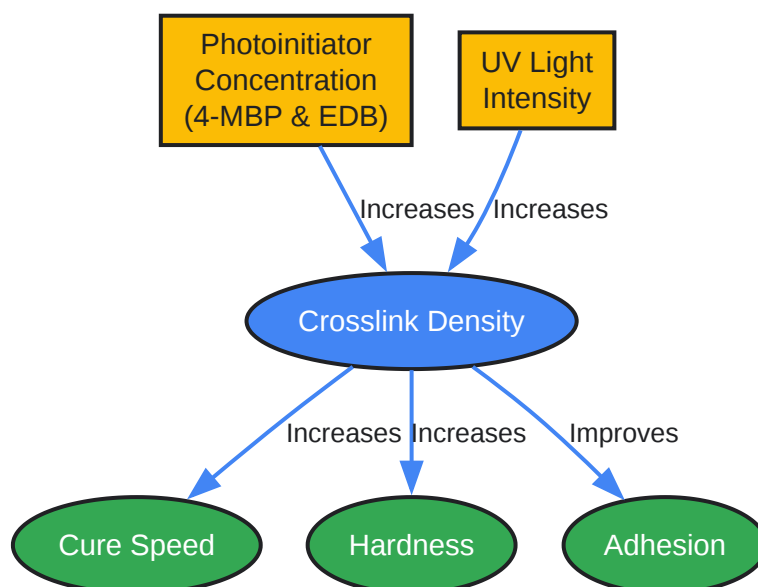 Photoinitiator
Concentration
(4-MBP & EDB)
UV Light
Intensity
Increases
Increases
Crosslink Density
Increases
Increases
Improves
Cure Speed
Hardness
Adhesion